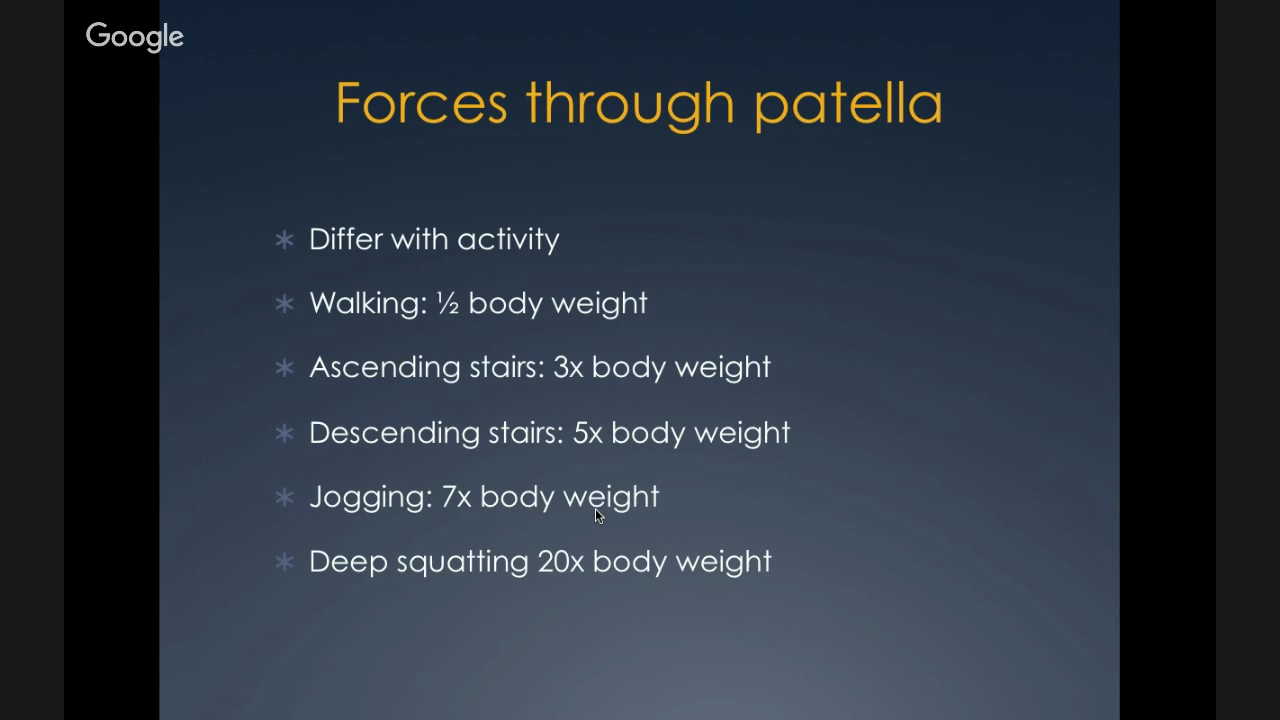 Google
Forces through patella
Differ with activity
Walking: ½ body weight
Ascending stairs: 3x body weight
Descending stairs: 5x body weight
Jogging: 7x body weight
Deep squatting 20x body weight